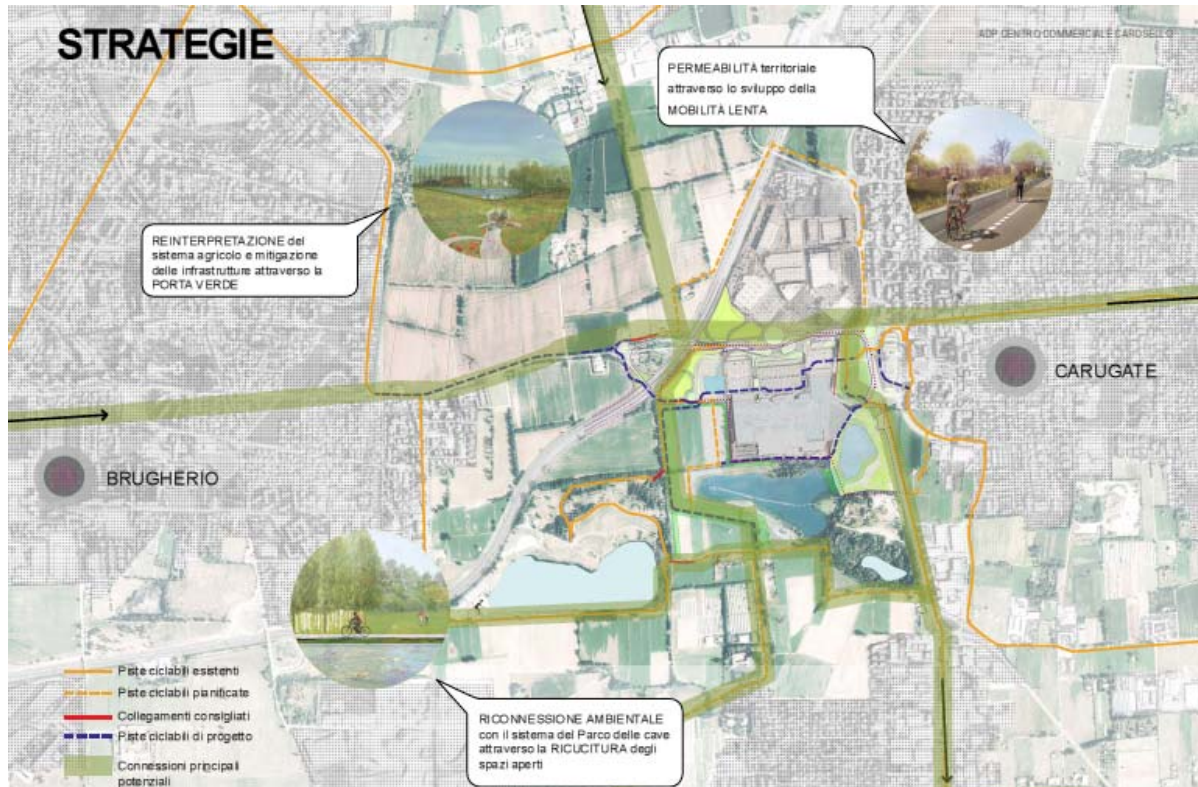 STRATEGIE
ADP CENTRO COMMERCIALE CAROSELLO
PERMEABILITÀ territoriale
attraverso lo sviluppo della
MOBILITÀ LENTA
REINTERPRETAZIONE del
sistema agricolo e mitigazione
delle infrastrutture attraverso la
PORTA VERDE
CARUGATE
BRUGHERIO
RICONNESSIONE AMBIENTALE
con il sistema del Parco delle cave
attraverso la RICUCITURA degli
spazi aperti
Piste ciclabili esistenti
Piste ciclabili pianificate
Collegamenti consigliati
Piste ciclabili di progetto
Connessioni principali
potenziali